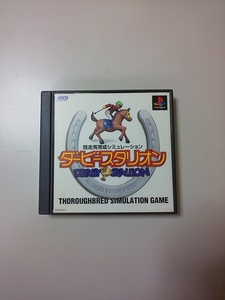 ASCII
競走馬育成シミュレーション
ダービースタリオン
DERBY STALLION
THOROUGHBRED SIMULATION GAME